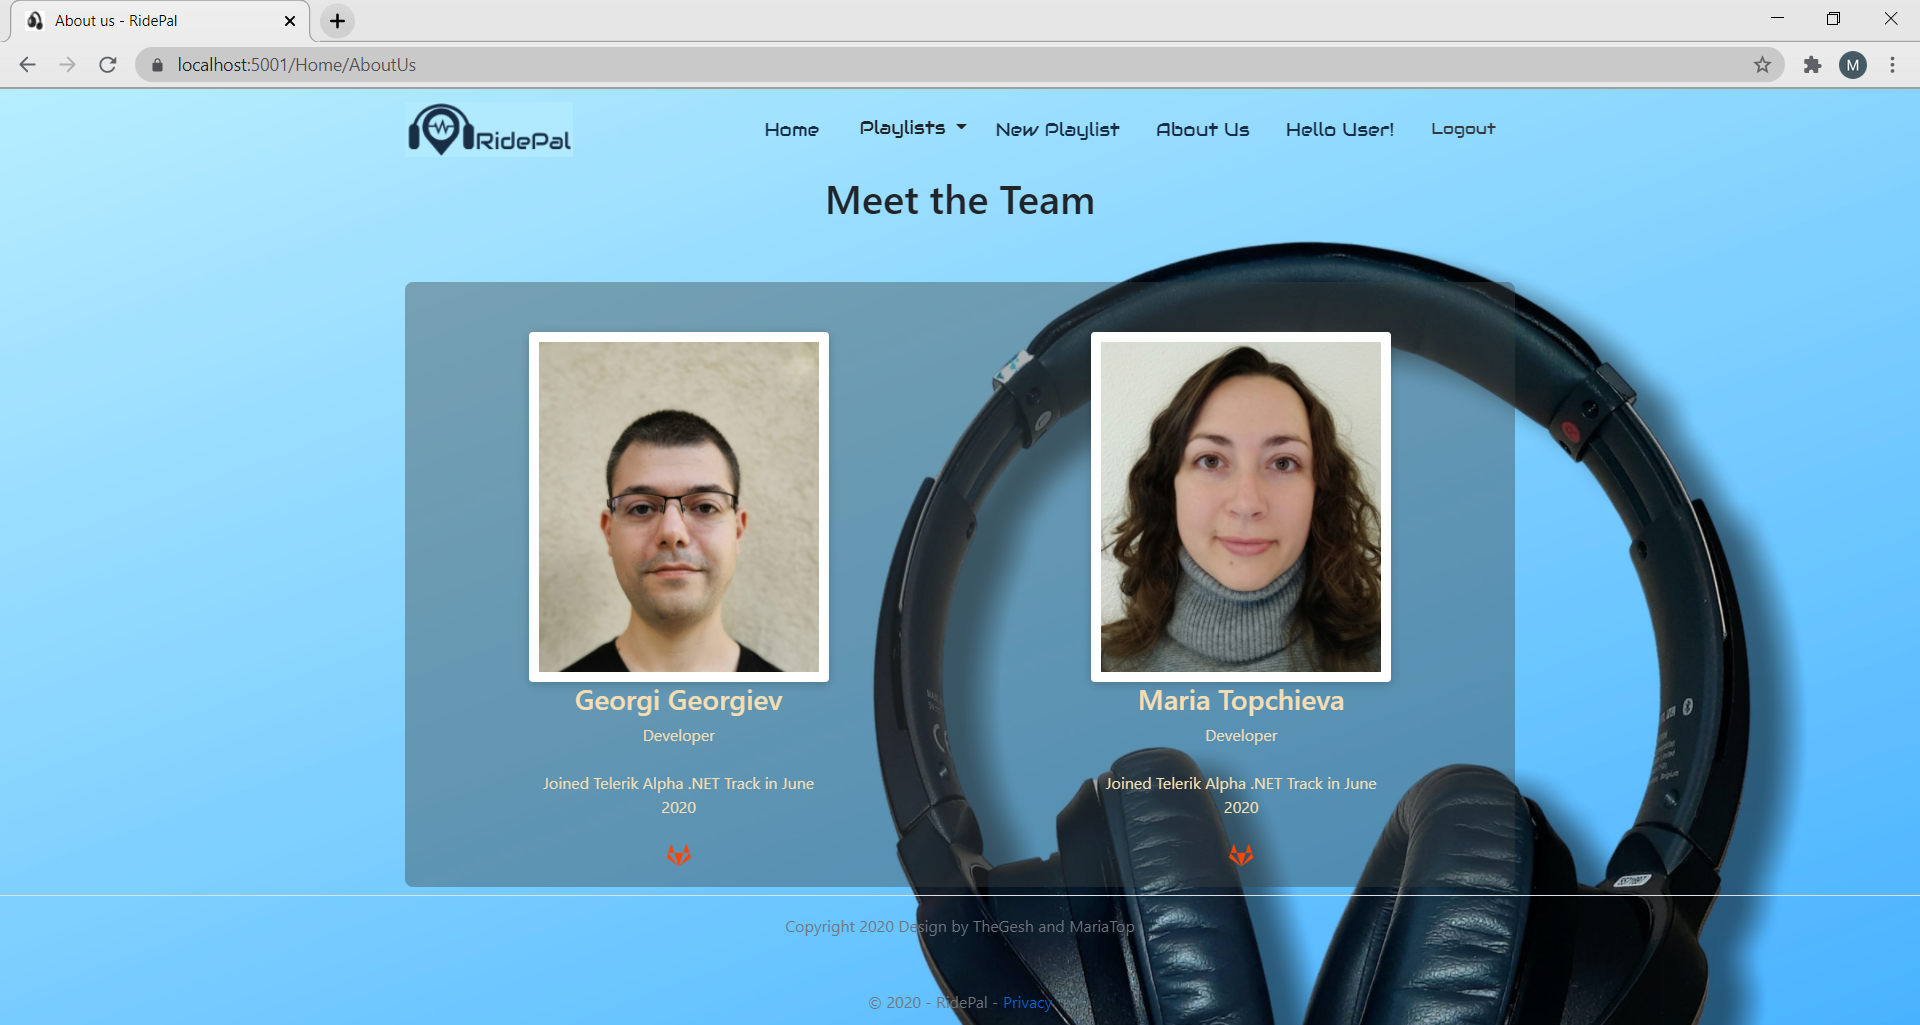 About us - RidePal
localhost:5001/Home/AboutUs
M
RidePal
Home Playlists New Playlist About Us Hello User! Logout
Meet the Team
Georgi Georgiev
Developer
Joined Telerik Alpha .NET Track in June
2020
Maria Topchieva
Developer
Joined Telerik Alpha .NET Track in June
2020
Copyright 2020 Design by TheGesh and MariaTop
© 2020 - RidePal - Privacy